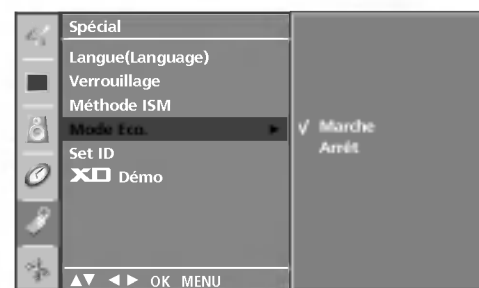 Spécial
Langue(Language)
Verrouillage
Méthode ISM
Mode Eco.
Set ID
XD Démo
▲▼ ◄► OK MENU
√ Marche
Arrêt